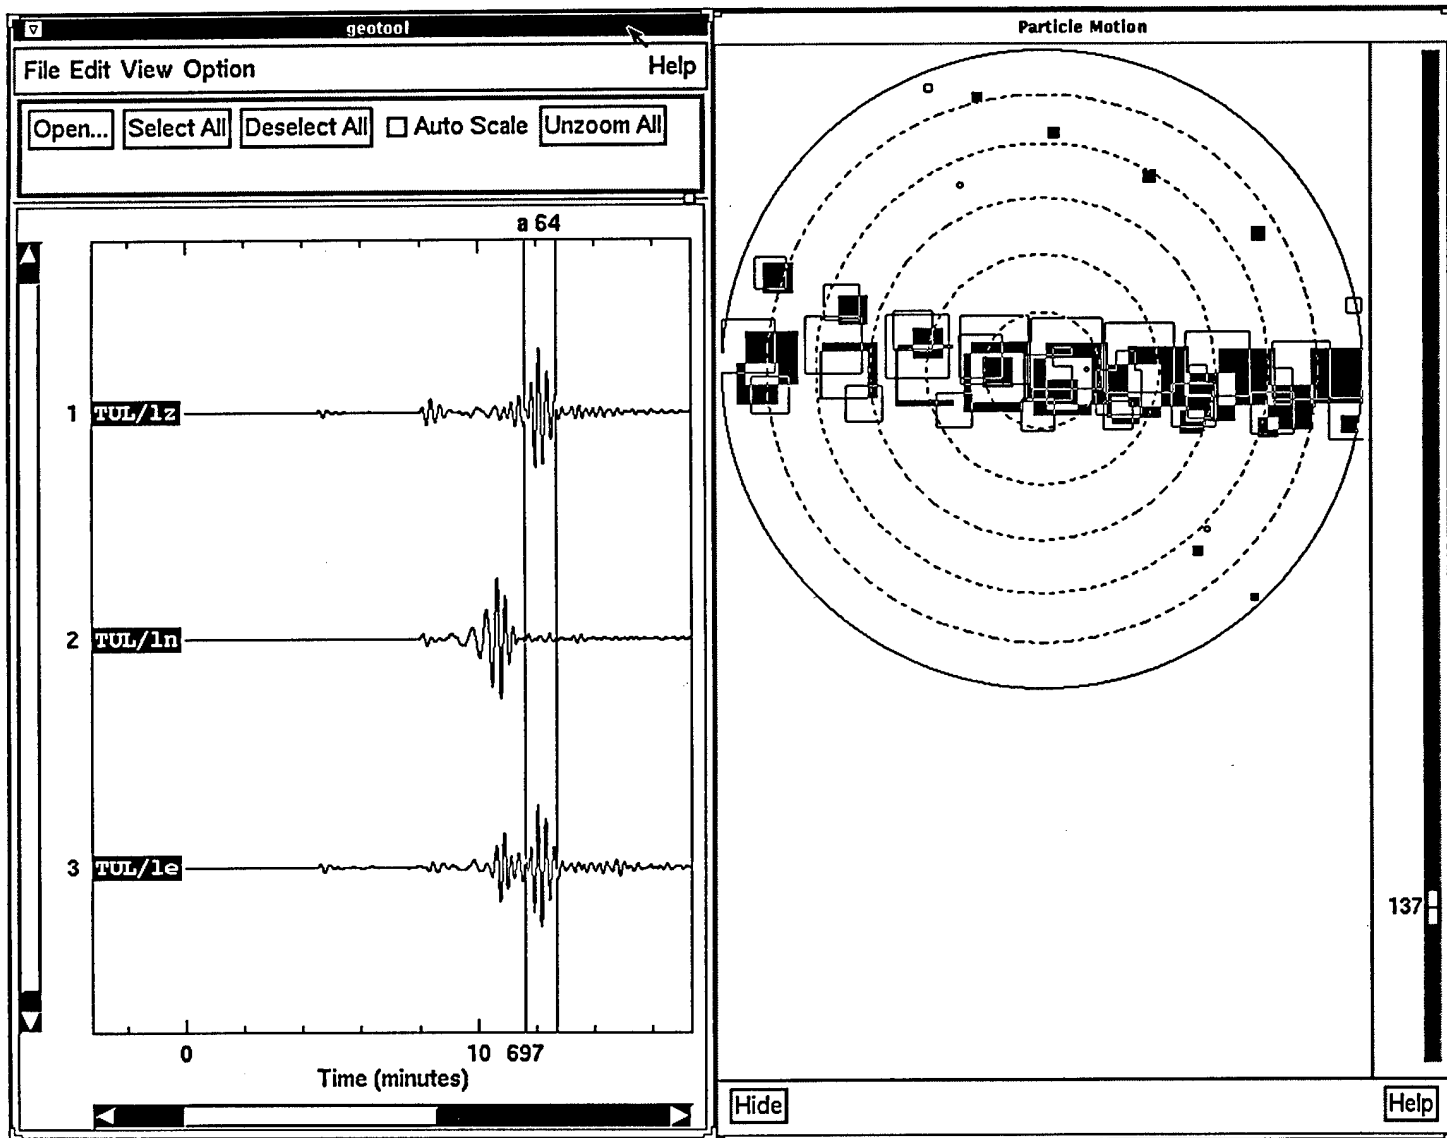 geotool
File Edit View Option Help
Open... Select All Deselect All Auto Scale Unzoom All
a 64
1 TUL/lz
2 TUL/ln
3 TUL/le
0 10 697
Time (minutes)
Particle Motion
137
Hide Help